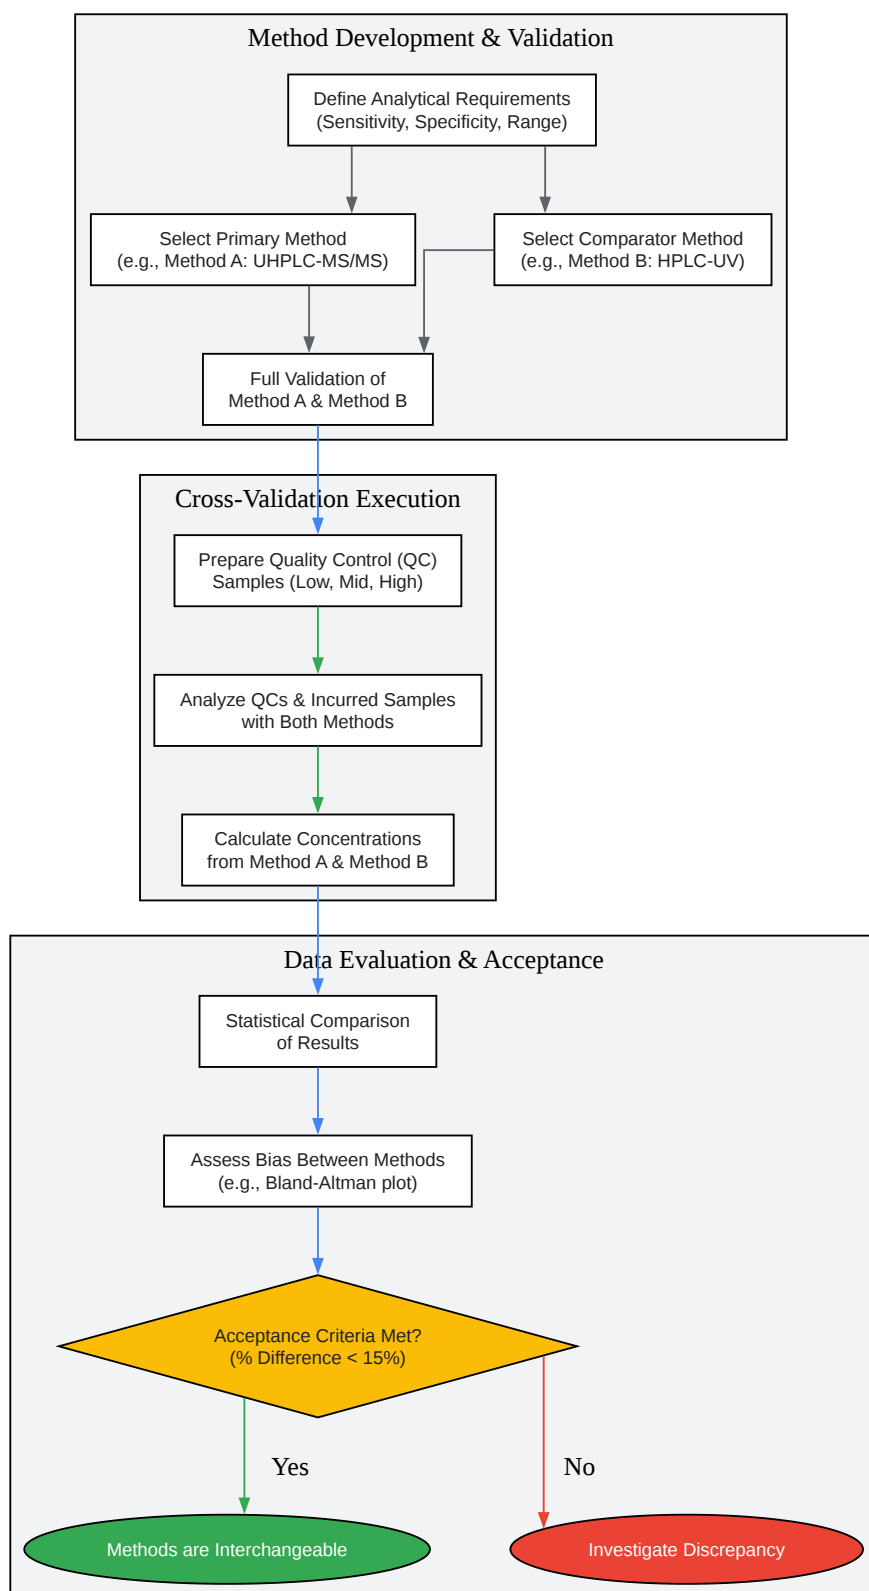 Method Development & Validation
Define Analytical Requirements
(Sensitivity, Specificity, Range)
Select Primary Method
(e.g., Method A: UHPLC-MS/MS)
Select Comparator Method
(e.g., Method B: HPLC-UV)
Full Validation of
Method A & Method B
Cross-Validation Execution
Prepare Quality Control (QC)
Samples (Low, Mid, High)
Analyze QCs & Incurred Samples
with Both Methods
Calculate Concentrations
from Method A & Method B
Data Evaluation & Acceptance
Statistical Comparison
of Results
Assess Bias Between Methods
(e.g., Bland-Altman plot)
Acceptance Criteria Met?
(% Difference < 15%)
Yes
No
Methods are Interchangeable
Investigate Discrepancy